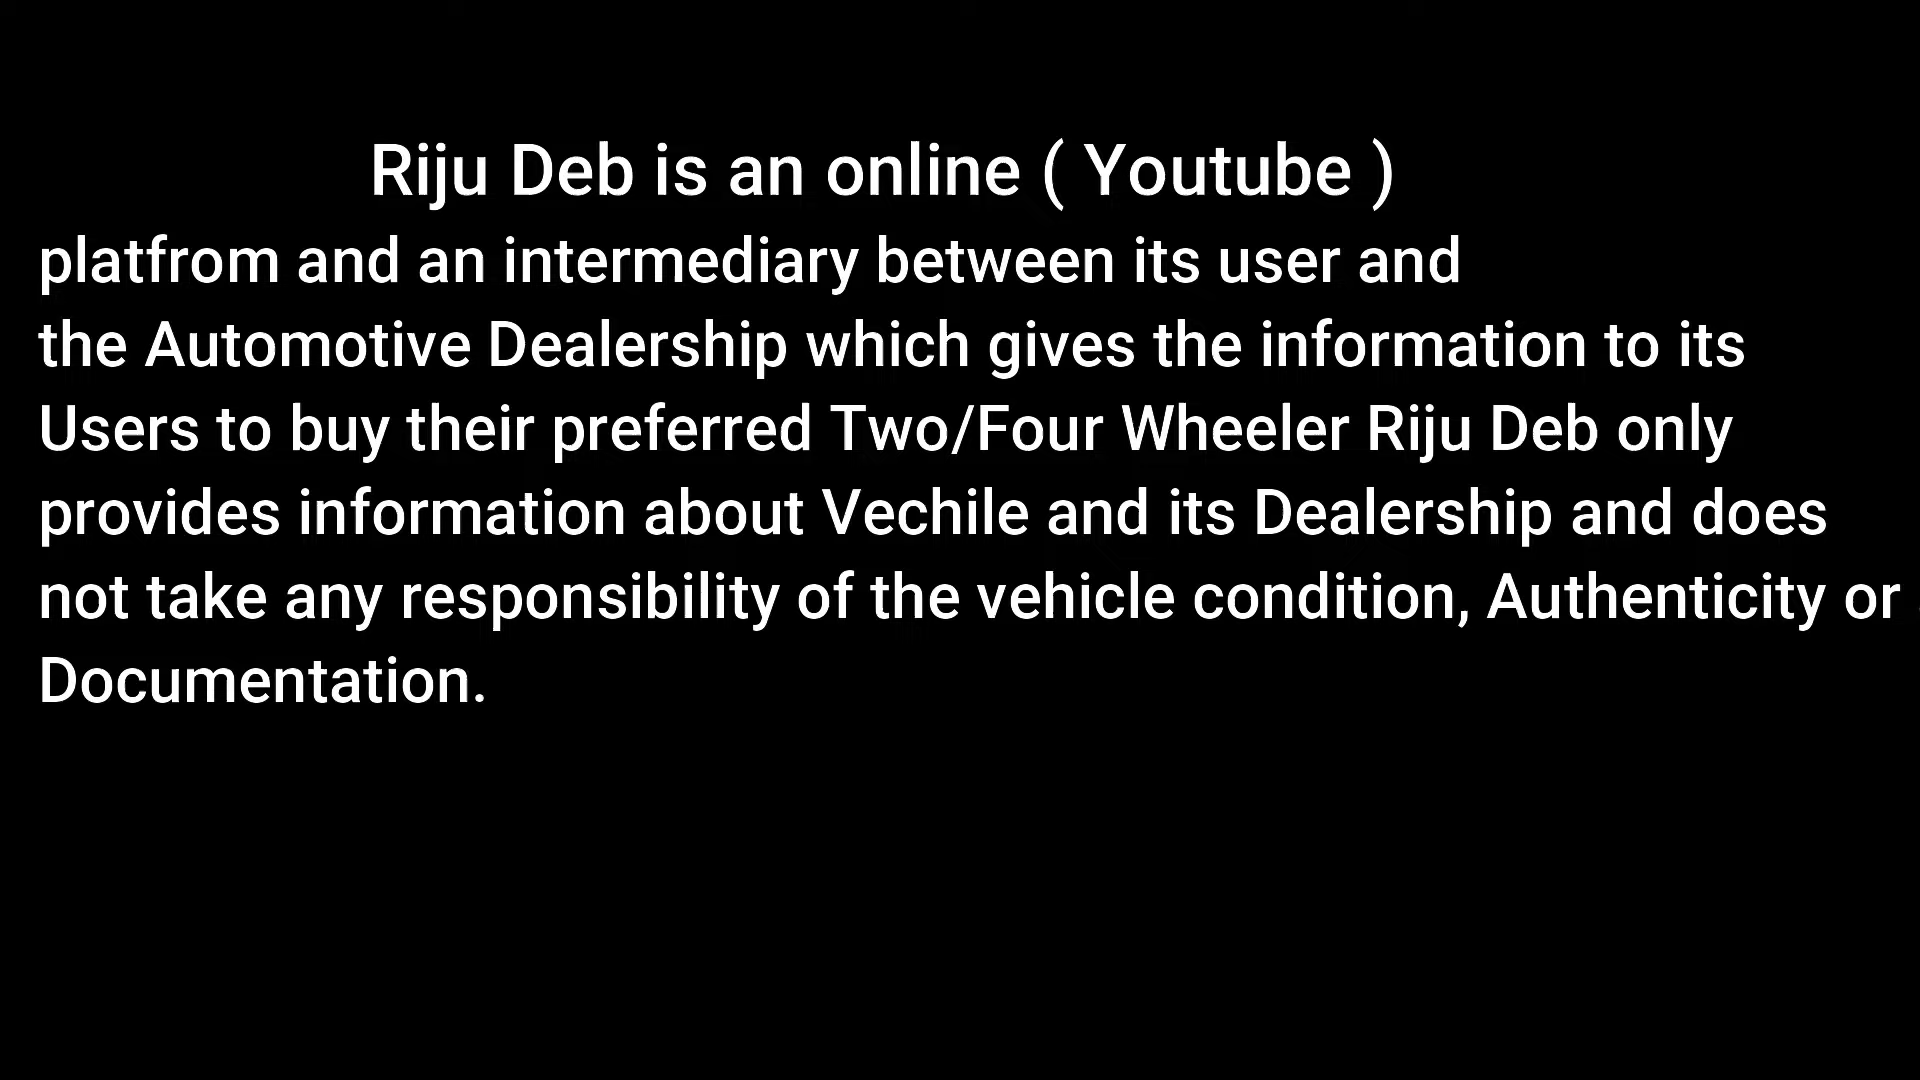 Riju Deb is an online ( Youtube )
platfrom and an intermediary between its user and
the Automotive Dealership which gives the information to its
Users to buy their preferred Two/Four Wheeler Riju Deb only
provides information about Vechile and its Dealership and does
not take any responsibility of the vehicle condition, Authenticity or
Documentation.